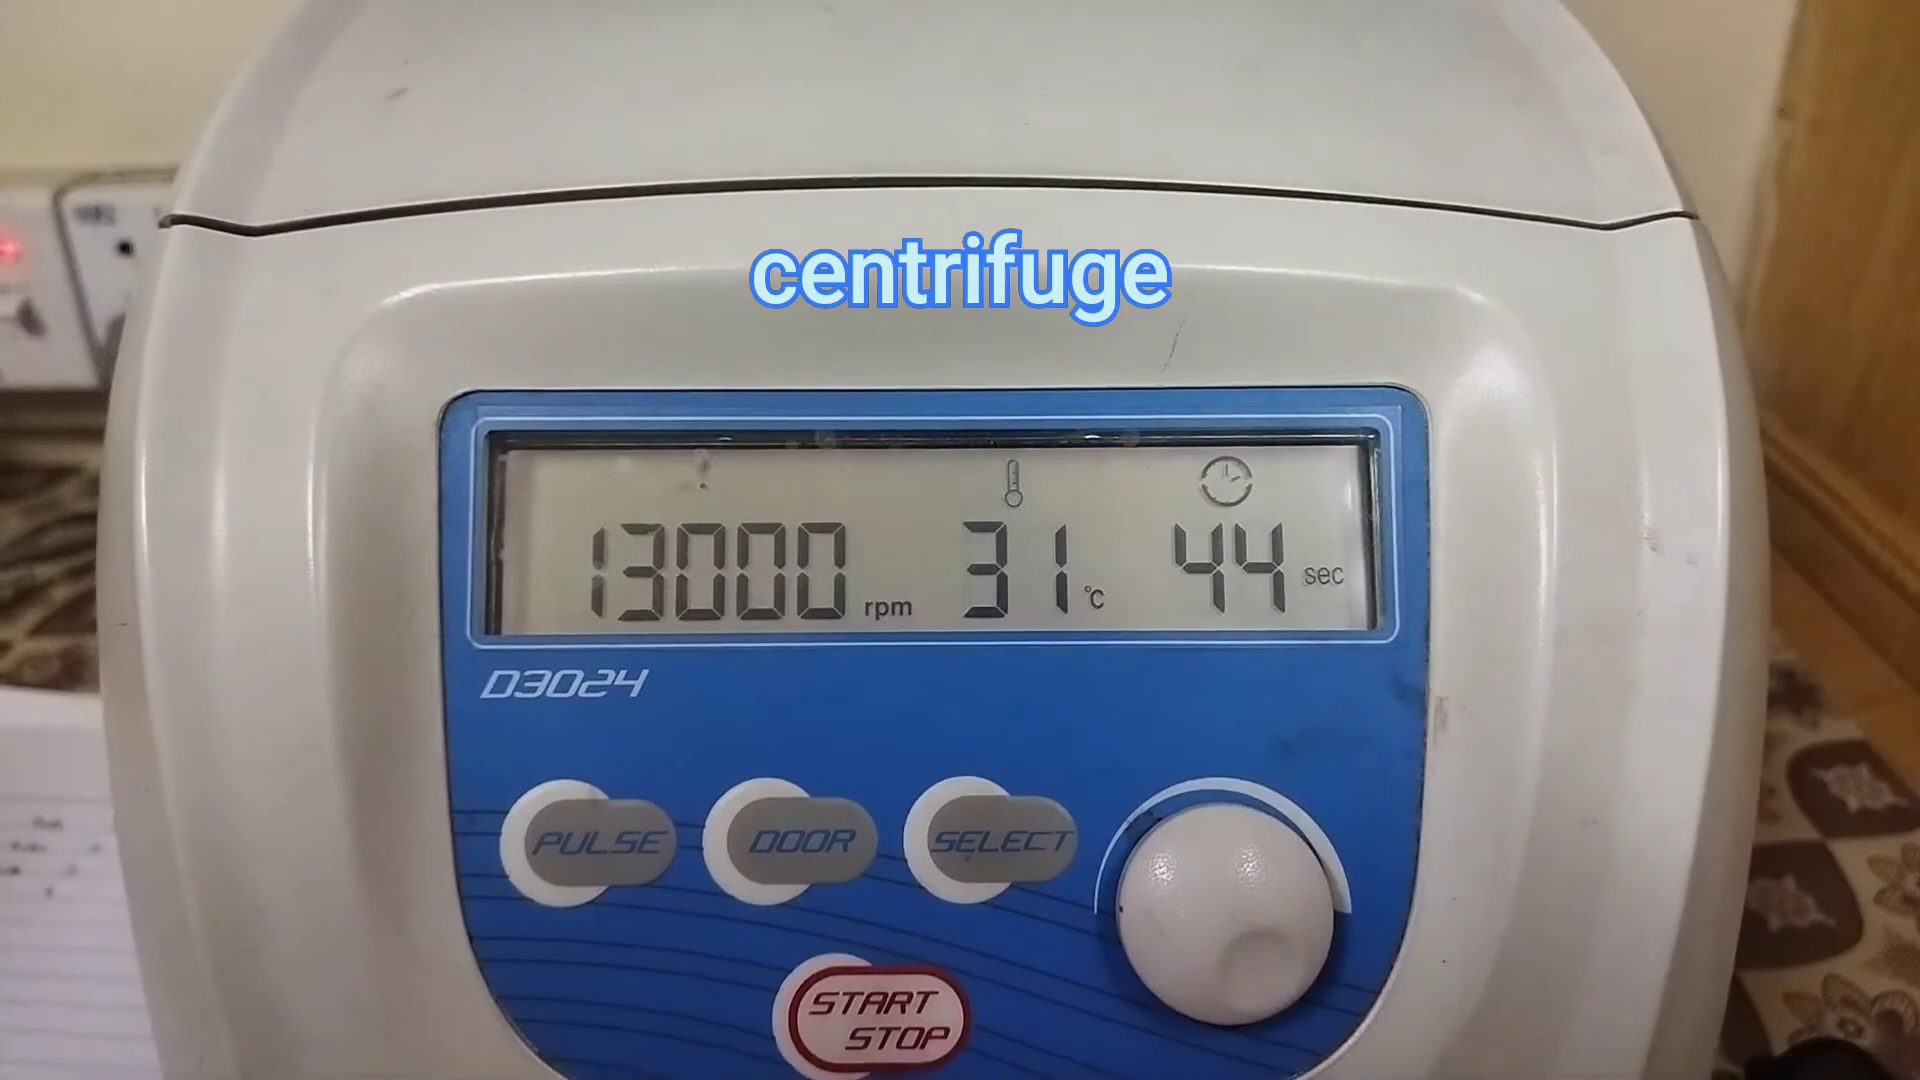 centrifuge
13000 rpm 31 °C 44 sec
D3024
PULSE DOOR SELECT
START
STOP